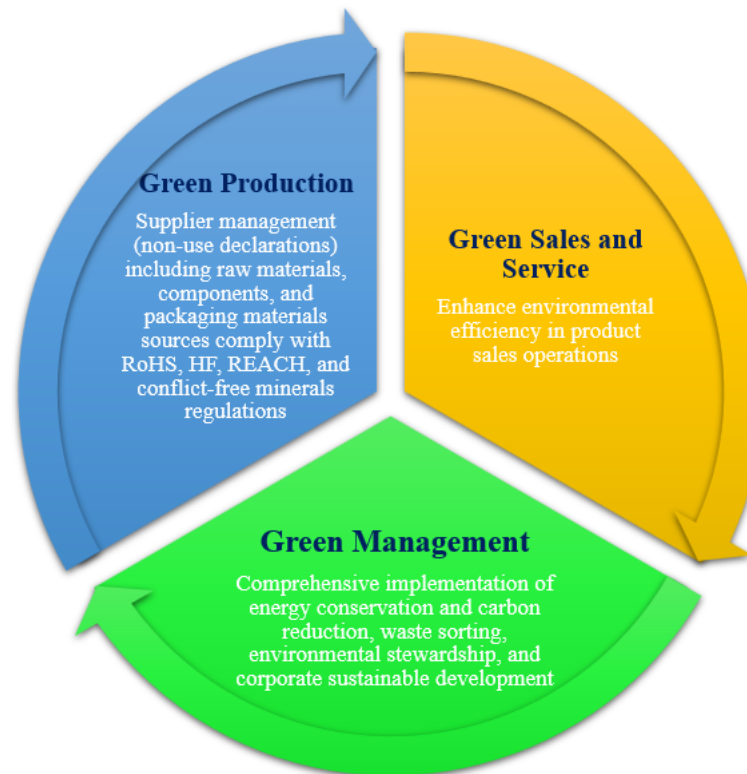 Green Production
Supplier management
(non-use declarations)
including raw materials,
components, and
packaging materials
sources comply with
RoHS, HF, REACH, and
conflict-free minerals
regulations
Green Sales and
Service
Enhance environmental
efficiency in product
sales operations
Green Management
Comprehensive implementation of
energy conservation and carbon
reduction, waste sorting,
environmental stewardship, and
corporate sustainable development